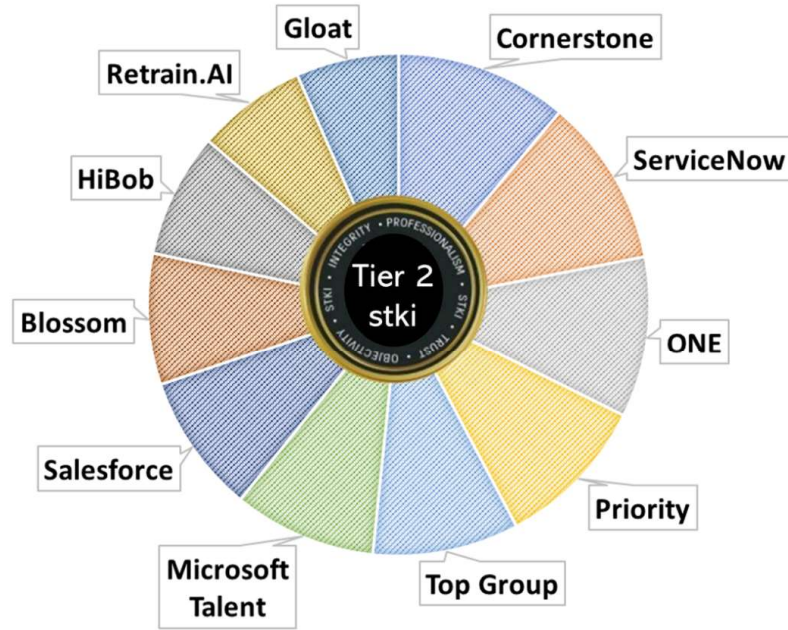 Gloat
Cornerstone
Retrain.AI
ServiceNow
HiBob
INTEGRITY • PROFESSIONALISM • STKI • TRUST • OBJECTIVITY • STKI •
Tier 2
stki
Blossom
ONE
Salesforce
Priority
Microsoft
Talent
Top Group